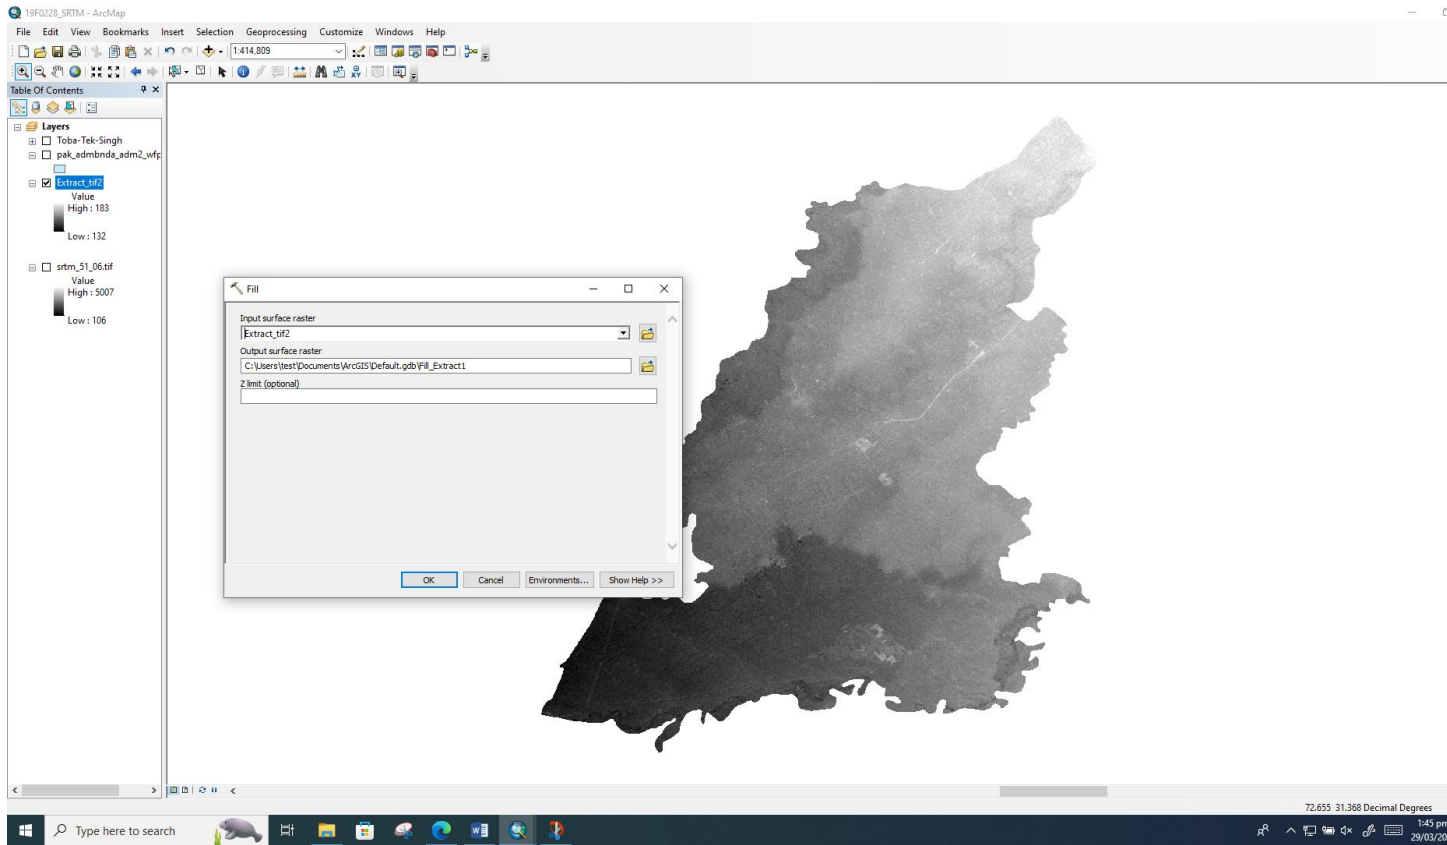 19F0228_SRTM - ArcMap
File Edit View Bookmarks Insert Selection Geoprocessing Customize Windows Help
1:414,809
Table Of Contents
Layers
Toba-Tek-Singh
pak_admbnda_adm2_wfp
Extract_tif2
Value
High : 183
Low : 132
srtm_51_06.tif
Value
High : 5007
Low : 106
Fill
Input surface raster
Extract_tif2
Output surface raster
C:\Users\test\Documents\ArcGIS\Default.gdb\Fill_Extract1
Z limit (optional)
OK Cancel Environments... Show Help >>
72.655 31.368 Decimal Degrees
Type here to search
1:45 pm
29/03/20